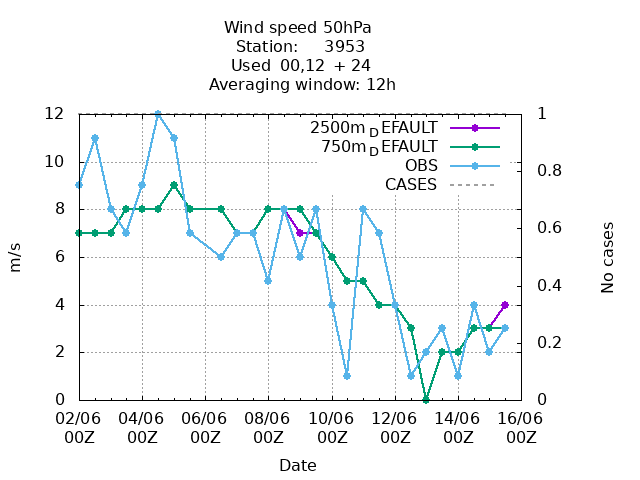 Wind speed 50hPa
Station: 3953
Used 00,12 + 24
Averaging window: 12h
12 1
2500m_DEFAULT
750m_DEFAULT
10 OBS 0.8
CASES
8
0.6
m/s 6 No cases
0.4
4
0.2
2
0 0
02/06 04/06 06/06 08/06 10/06 12/06 14/06 16/06
00Z 00Z 00Z 00Z 00Z 00Z 00Z 00Z
Date